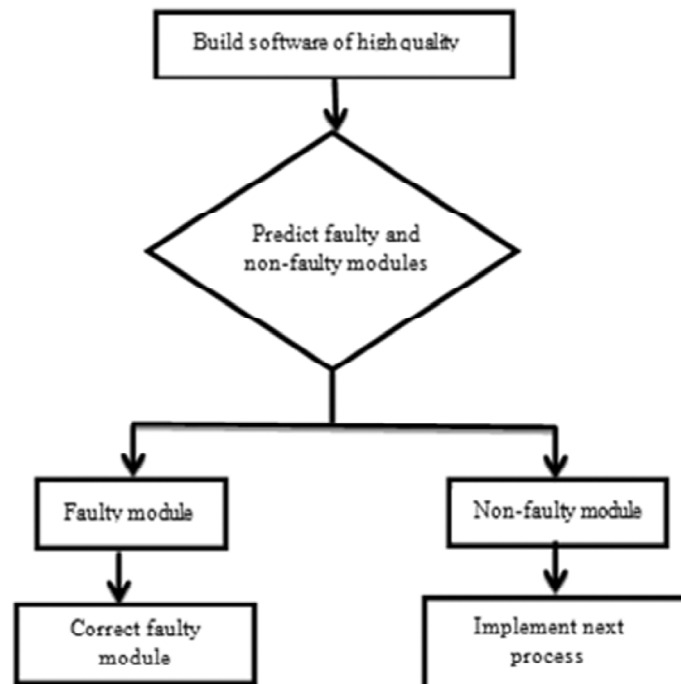 Build software of high quality
Predict faulty and
non-faulty modules
Faulty module
Non-faulty module
Correct faulty
module
Implement next
process